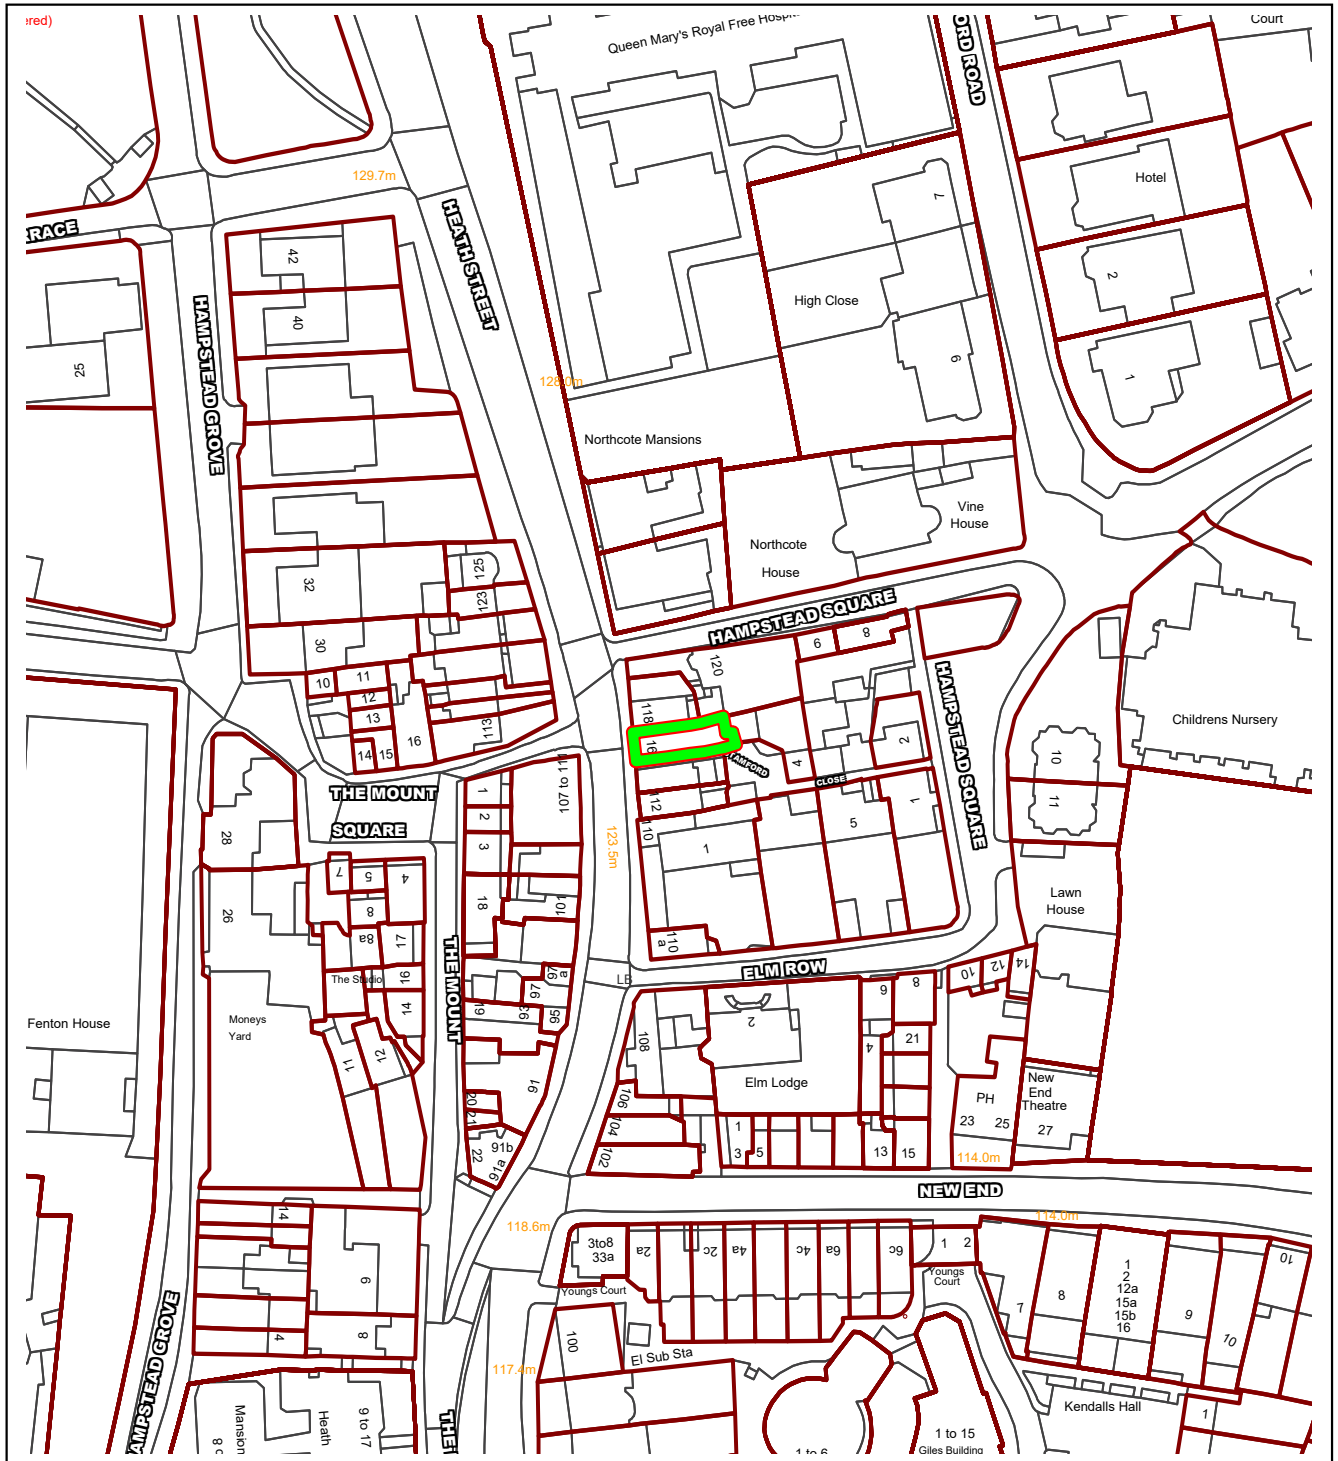 ered)
Queen Mary's Royal Free Hospi
ORD ROAD
Court
129.7m
HEATH STREET
Hotel
7
RRACE
42
2
HAMPSTEAD GROVE
40
High Close
25
128.0m
9
1
Northcote Mansions
Vine
House
Northcote
House
125
32
123
HAMPSTEAD SQUARE
30
9
8
120
10
11
12
13
118
HAMPSTEAD SQUARE
113
16
14
15
16
2
Childrens Nursery
TAMFORD
4
CLOSE
10
THE MOUNT
SQUARE
1
107 to 111
112
1
11
2
110
5
28
123.5m
3
1
7
5
4
Lawn
House
8
18
101
26
8a
17
110
a
THE MOUNT
ELM ROW
The Studio
16
97
a
LB
10
12
14
97
6
8
14
19
93
95
2
Fenton House
Moneys
Yard
108
4
21
11
12
Elm Lodge
New
End
Theatre
91
106
PH
20
21
104
23
25
27
1
91b
22
91a
102
3
5
13
15
114.0m
NEW END
14
118.6m
114.0m
3to8
33a
2a
2c
4a
4c
6a
6c
1
2
Youngs
Court
1
2
12a
15a
15b
16
10
9
Youngs Court
7
8
9
10
HAMPSTEAD GROVE
4
8
100
El Sub Sta
117.4m
Kendalls Hall
Mansion
8
Heath
9 to 17
THE
1
1 to 15
Giles Building
1 to 6